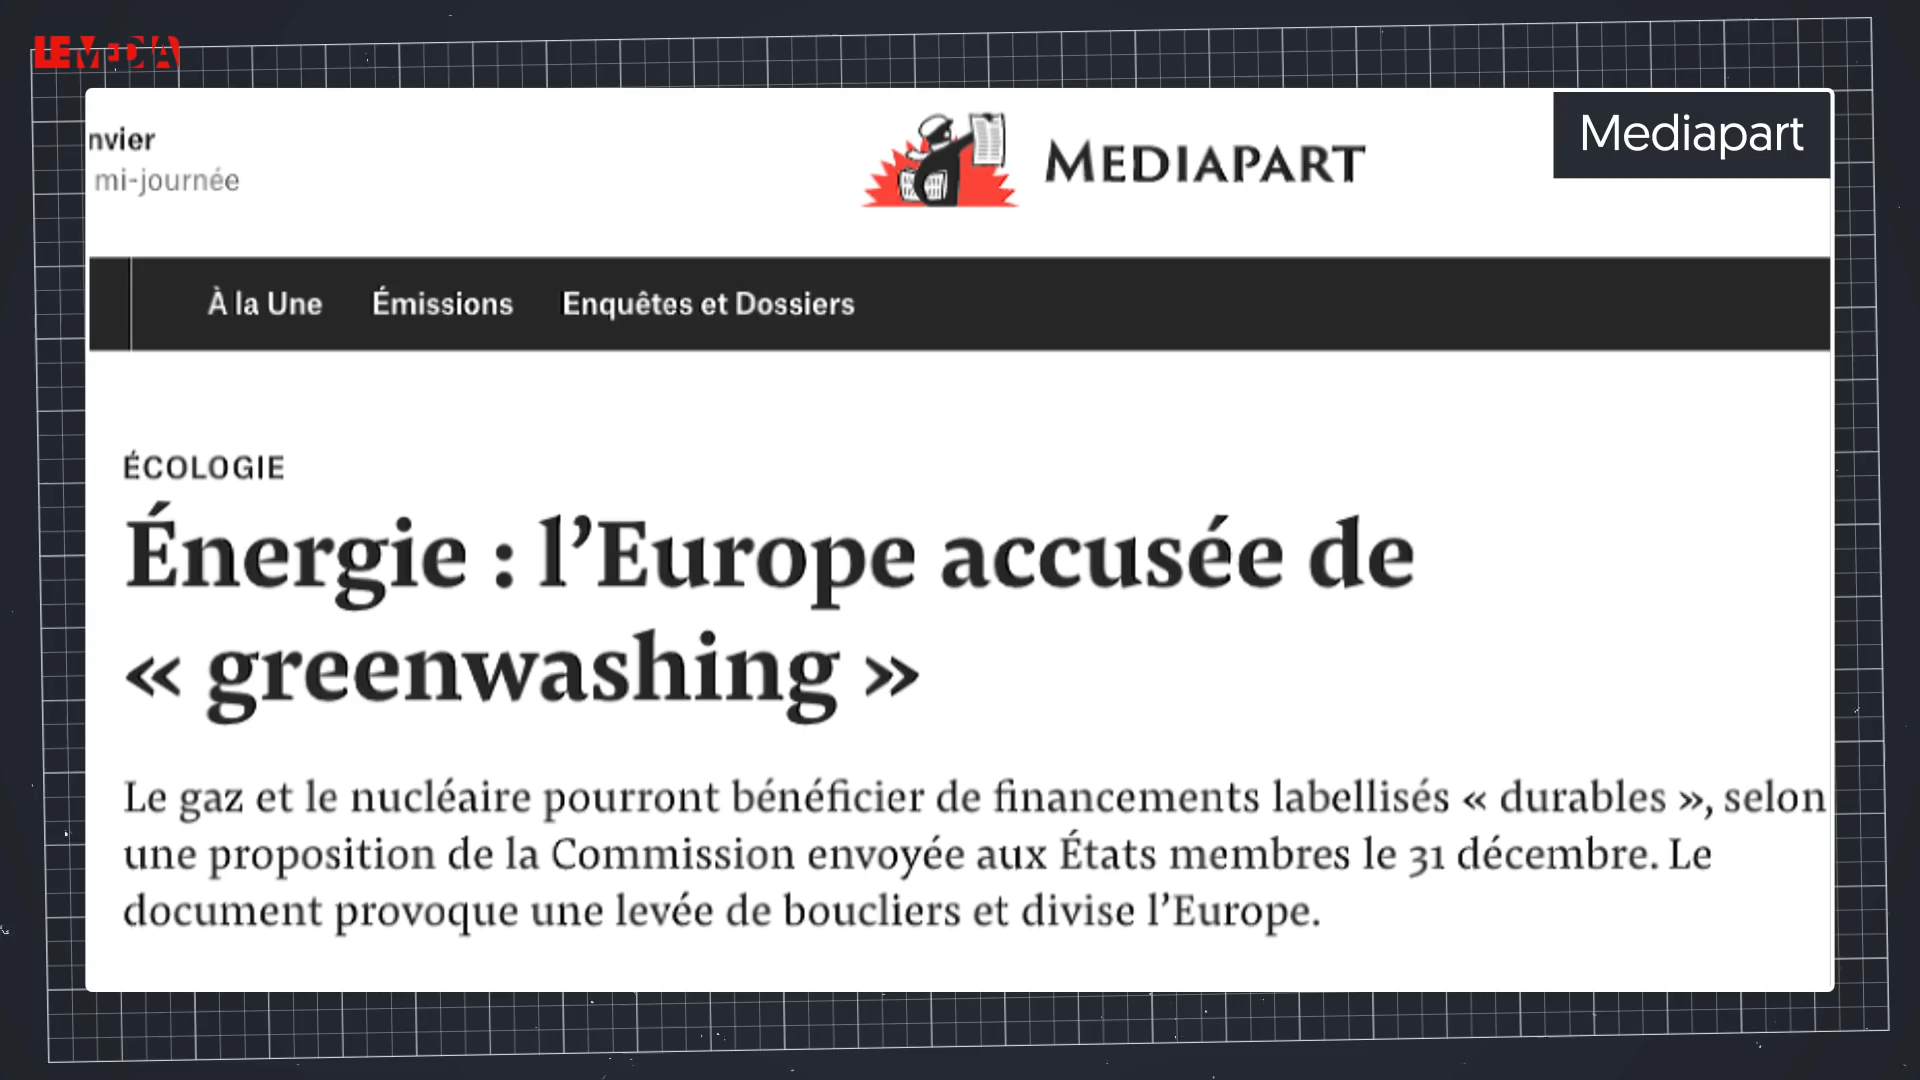 LE MEDIA
nvier
mi-journée
MEDIAPART
Mediapart
À la Une Émissions Enquêtes et Dossiers
ÉCOLOGIE
Énergie : l’Europe accusée de
« greenwashing »
Le gaz et le nucléaire pourront bénéficier de financements labellisés « durables », selon
une proposition de la Commission envoyée aux États membres le 31 décembre. Le
document provoque une levée de boucliers et divise l’Europe.